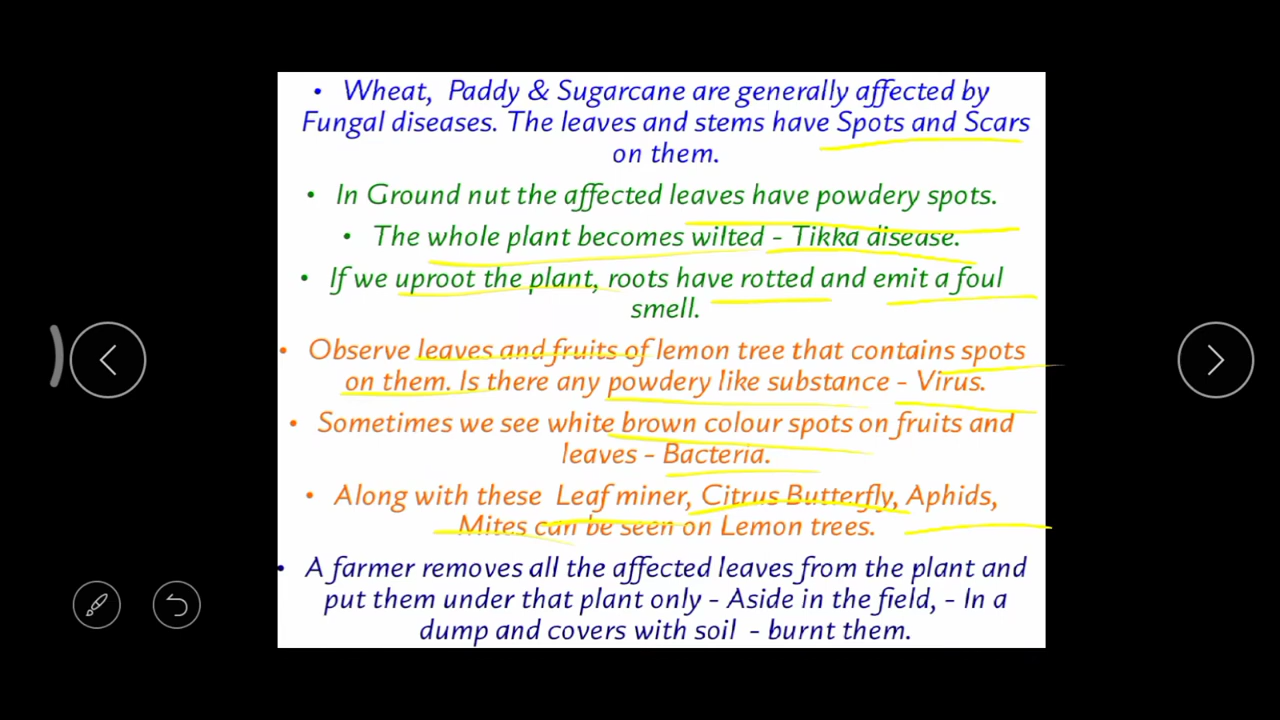 • Wheat, Paddy & Sugarcane are generally affected by
Fungal diseases. The leaves and stems have Spots and Scars
on them.
• In Ground nut the affected leaves have powdery spots.
• The whole plant becomes wilted - Tikka disease.
• If we uproot the plant, roots have rotted and emit a foul
smell.
• Observe leaves and fruits of lemon tree that contains spots
on them. Is there any powdery like substance - Virus.
• Sometimes we see white brown colour spots on fruits and
leaves - Bacteria.
• Along with these Leaf miner, Citrus Butterfly, Aphids,
Mites can be seen on Lemon trees.
• A farmer removes all the affected leaves from the plant and
put them under that plant only - Aside in the field, - In a
dump and covers with soil - burnt them.